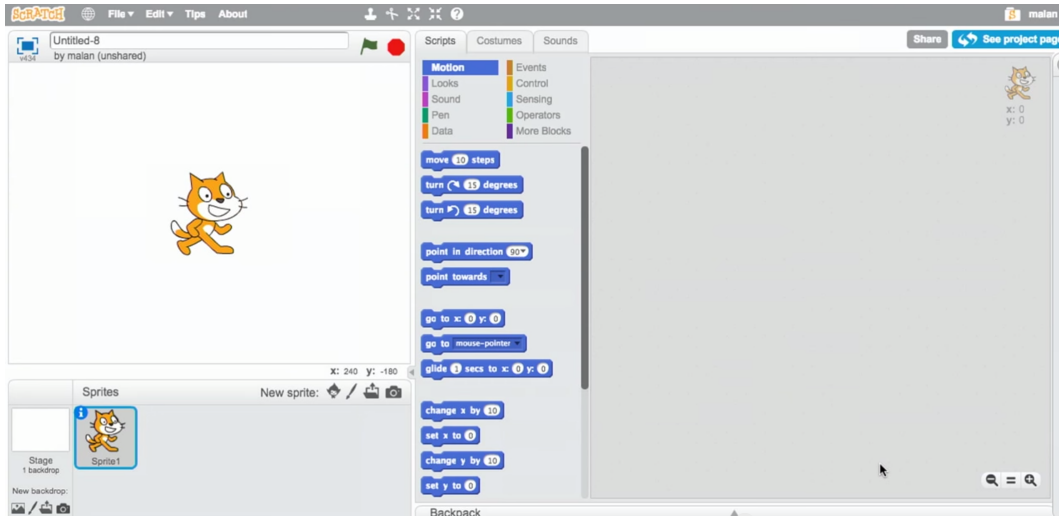 SCRATCH File Edit Tips About malan
Untitled-8
by malan (unshared)
v434
Scripts Costumes Sounds
Share See project page
Motion Events
Looks Control
Sound Sensing
Pen Operators
Data More Blocks
x: 0
y: 0
move 10 steps
turn 15 degrees
turn 15 degrees
point in direction 90
point towards
go to x: 0 y: 0
go to mouse-pointer
glide 1 secs to x: 0 y: 0
change x by 10
set x to 0
change y by 10
set y to 0
X: 240 y: -180
Sprites New sprite:
Stage
1 backdrop
Sprite1
New backdrop:
Backpack